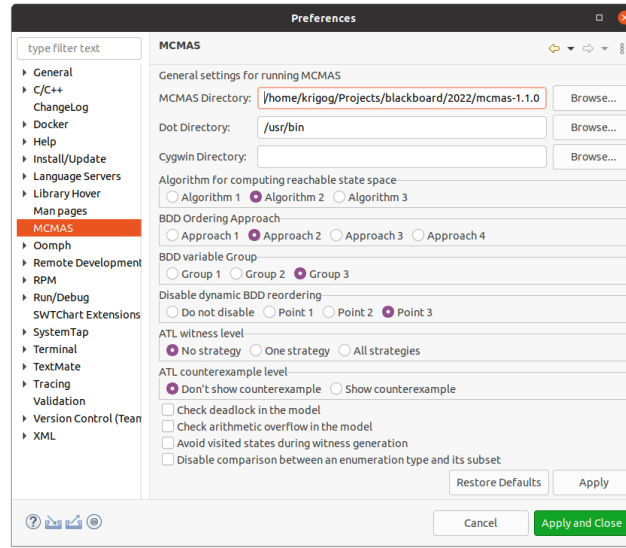 Preferences
type filter text
MCMAS
General
C/C++
ChangeLog
Docker
Help
Install/Update
Language Servers
Library Hover
Man pages
MCMAS
Oomph
Remote Development
RPM
Run/Debug
SWTChart Extensions
SystemTap
Terminal
TextMate
Tracing
Validation
Version Control (Team
XML
General settings for running MCMAS
MCMAS Directory: /home/krigog/Projects/blackboard/2022/mcmas-1.1.0 Browse...
Dot Directory: /usr/bin Browse...
Cygwin Directory: Browse...
Algorithm for computing reachable state space
Algorithm 1 Algorithm 2 Algorithm 3
BDD Ordering Approach
Approach 1 Approach 2 Approach 3 Approach 4
BDD variable Group
Group 1 Group 2 Group 3
Disable dynamic BDD reordering
Do not disable Point 1 Point 2 Point 3
ATL witness level
No strategy One strategy All strategies
ATL counterexample level
Don't show counterexample Show counterexample
Check deadlock in the model
Check arithmetic overflow in the model
Avoid visited states during witness generation
Disable comparison between an enumeration type and its subset
Restore Defaults Apply
Cancel Apply and Close